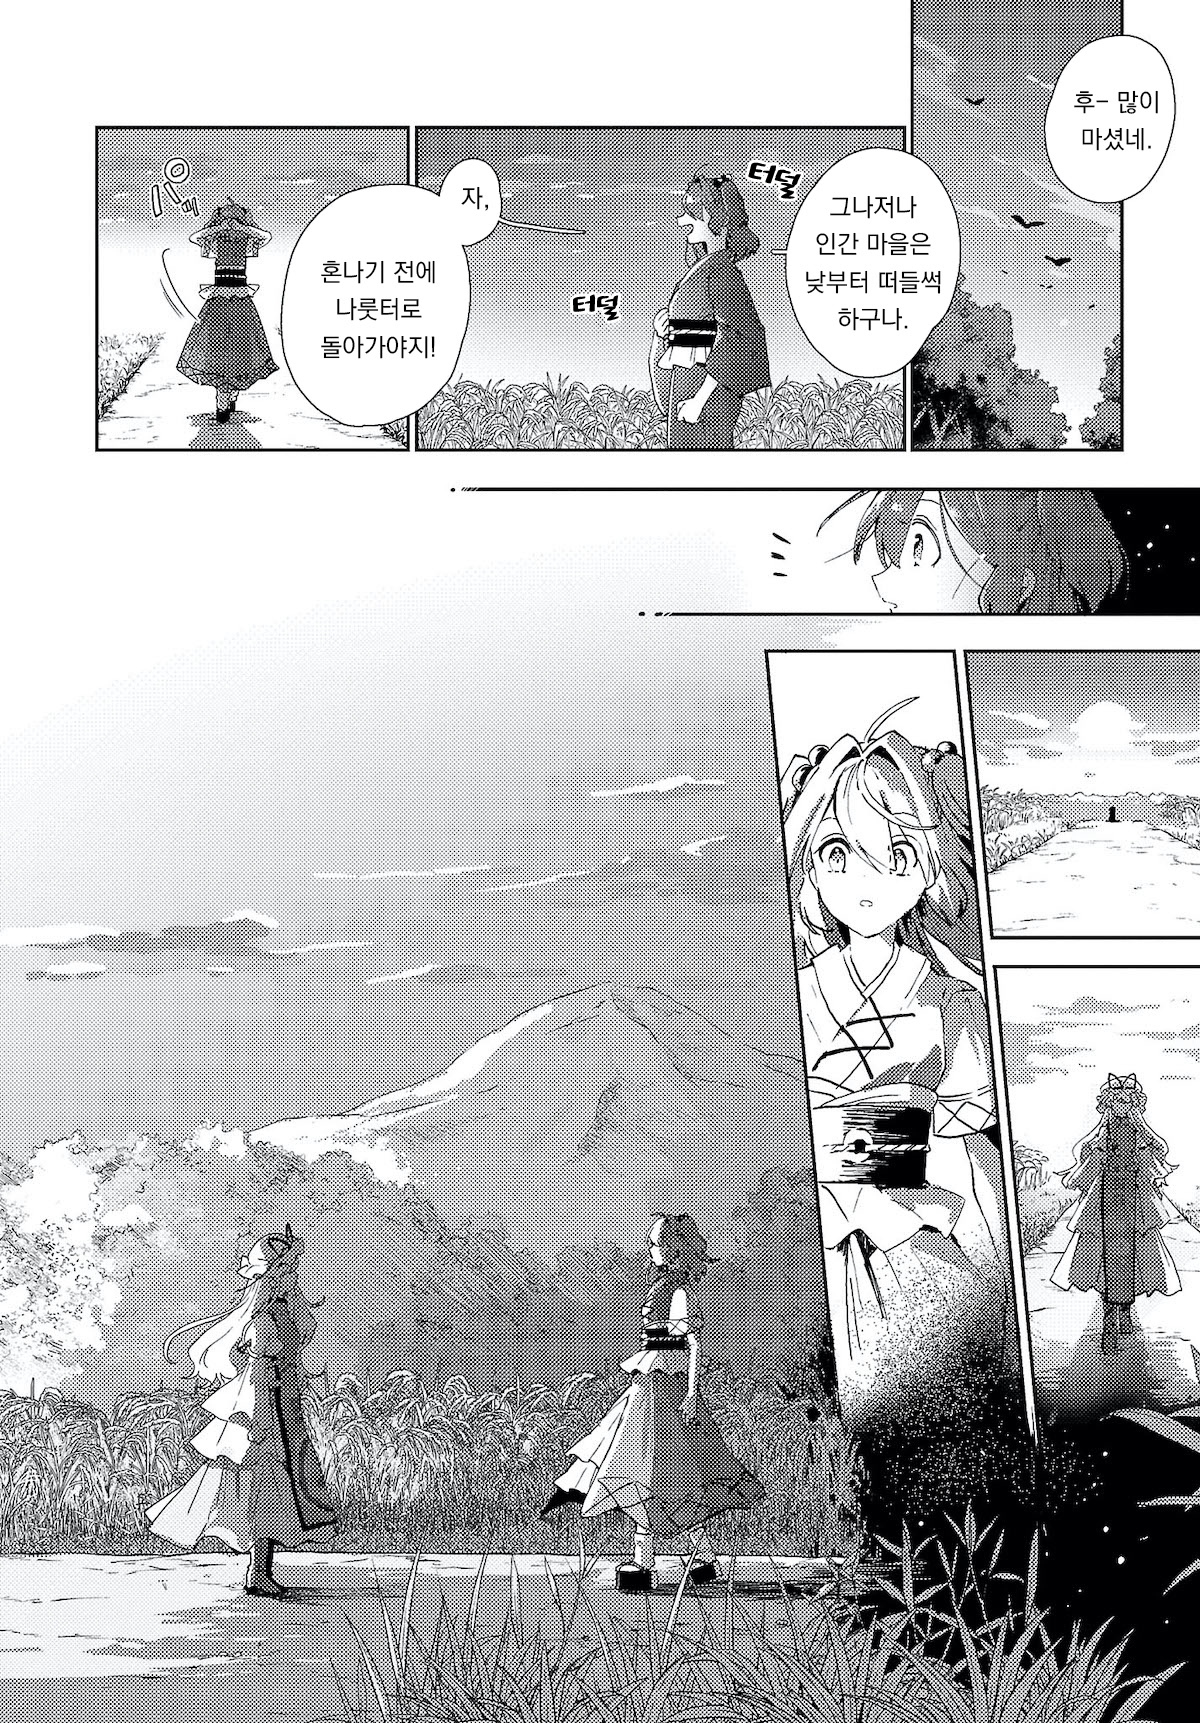 후- 많이
마셨네.
그나저나
인간 마을은
낮부터 떠들썩
하구나.
터덜
터덜
자,
혼나기 전에
나룻터로
돌아가야지!
パッ